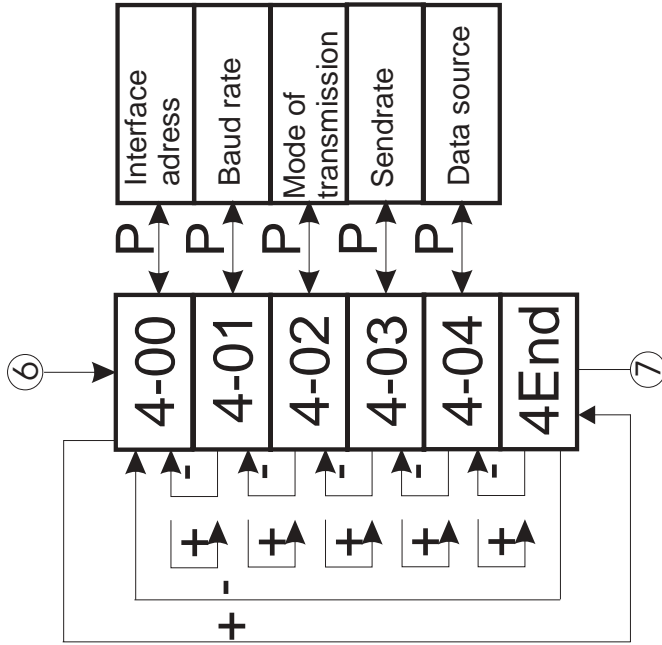 6
4-00
P
Interface
adress
-
+
4-01
P
Baud rate
-
+
4-02
P
Mode of
transmission
-
+
4-03
P
Sendrate
-
+
4-04
P
Data source
-
+
4End
+ -
7